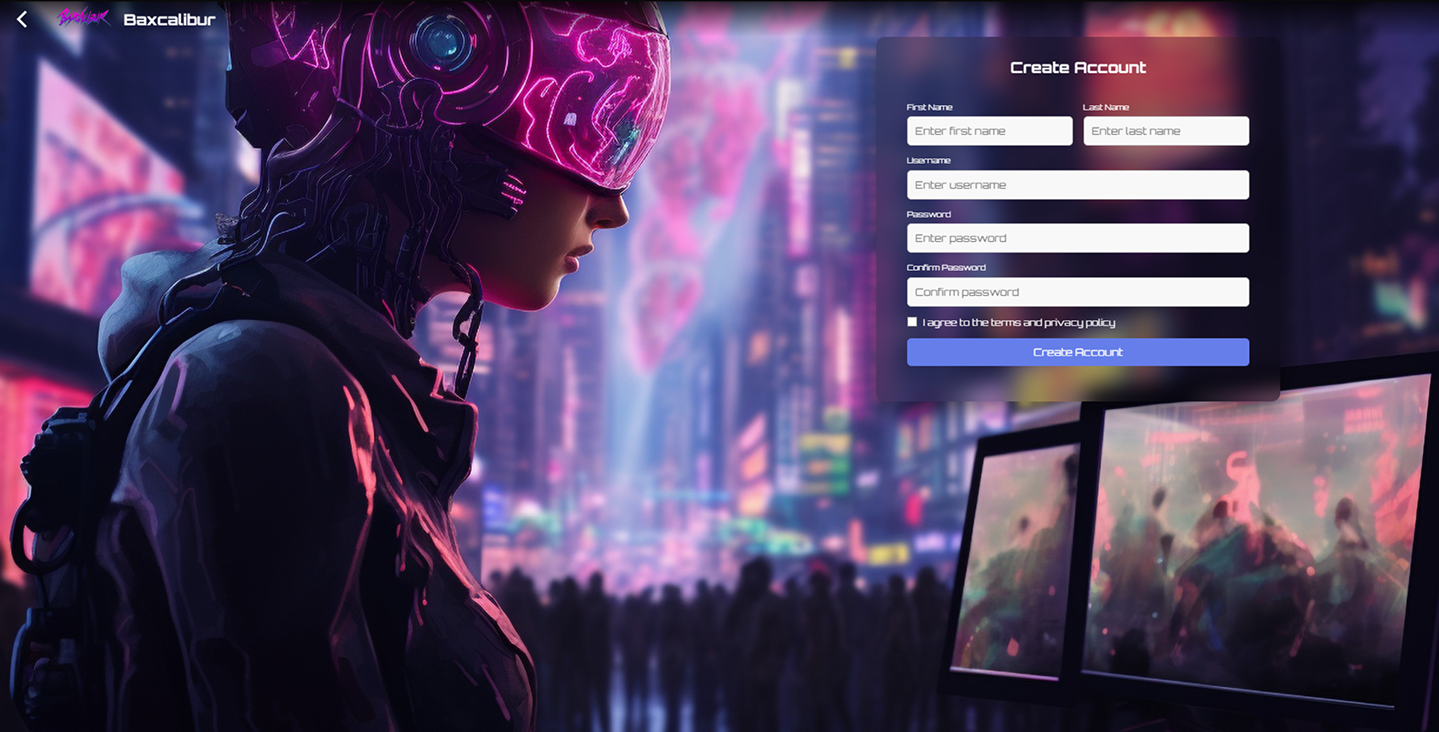 Baxcalibur
Create Account
First Name Last Name
Enter first name Enter last name
Username
Enter username
Password
Enter password
Confirm Password
Confirm password
I agree to the terms and privacy policy
Create Account